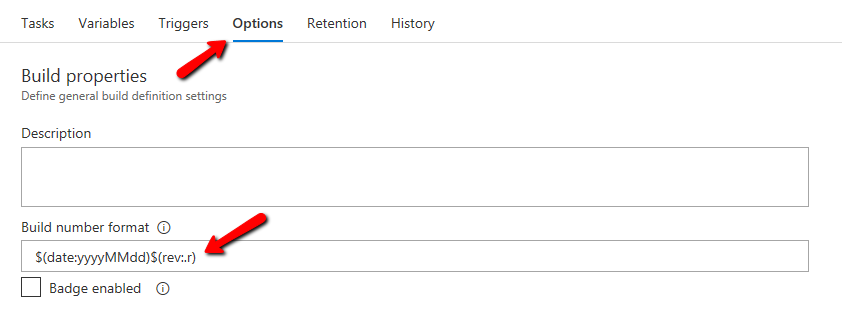 Tasks Variables Triggers Options Retention History
Build properties
Define general build definition settings
Description
Build number format
$(date:yyyyMMdd)$(rev:.r)
Badge enabled